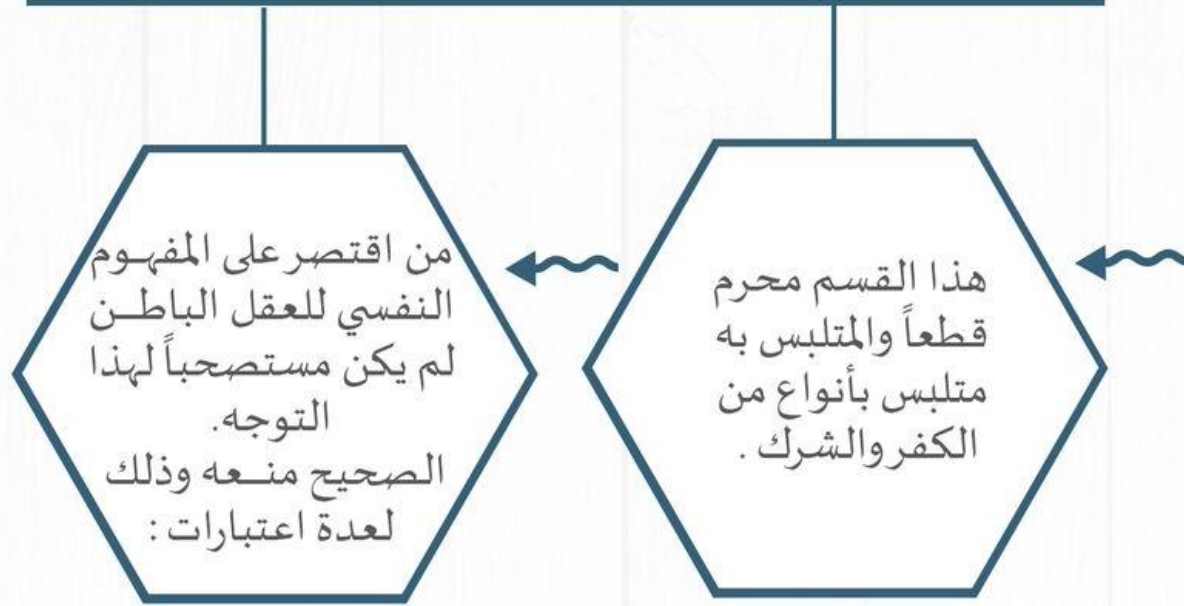 هذا القسم محرم
قطعاً والمتلبس به
متلبس بأنواع من
الكفر والشرك .
من اقتصر على المفهوم
النفسي للعقل الباطن
لم يكن مستصحباً لهذا
التوجه.
الصحيح منعه وذلك
لعدة اعتبارات :